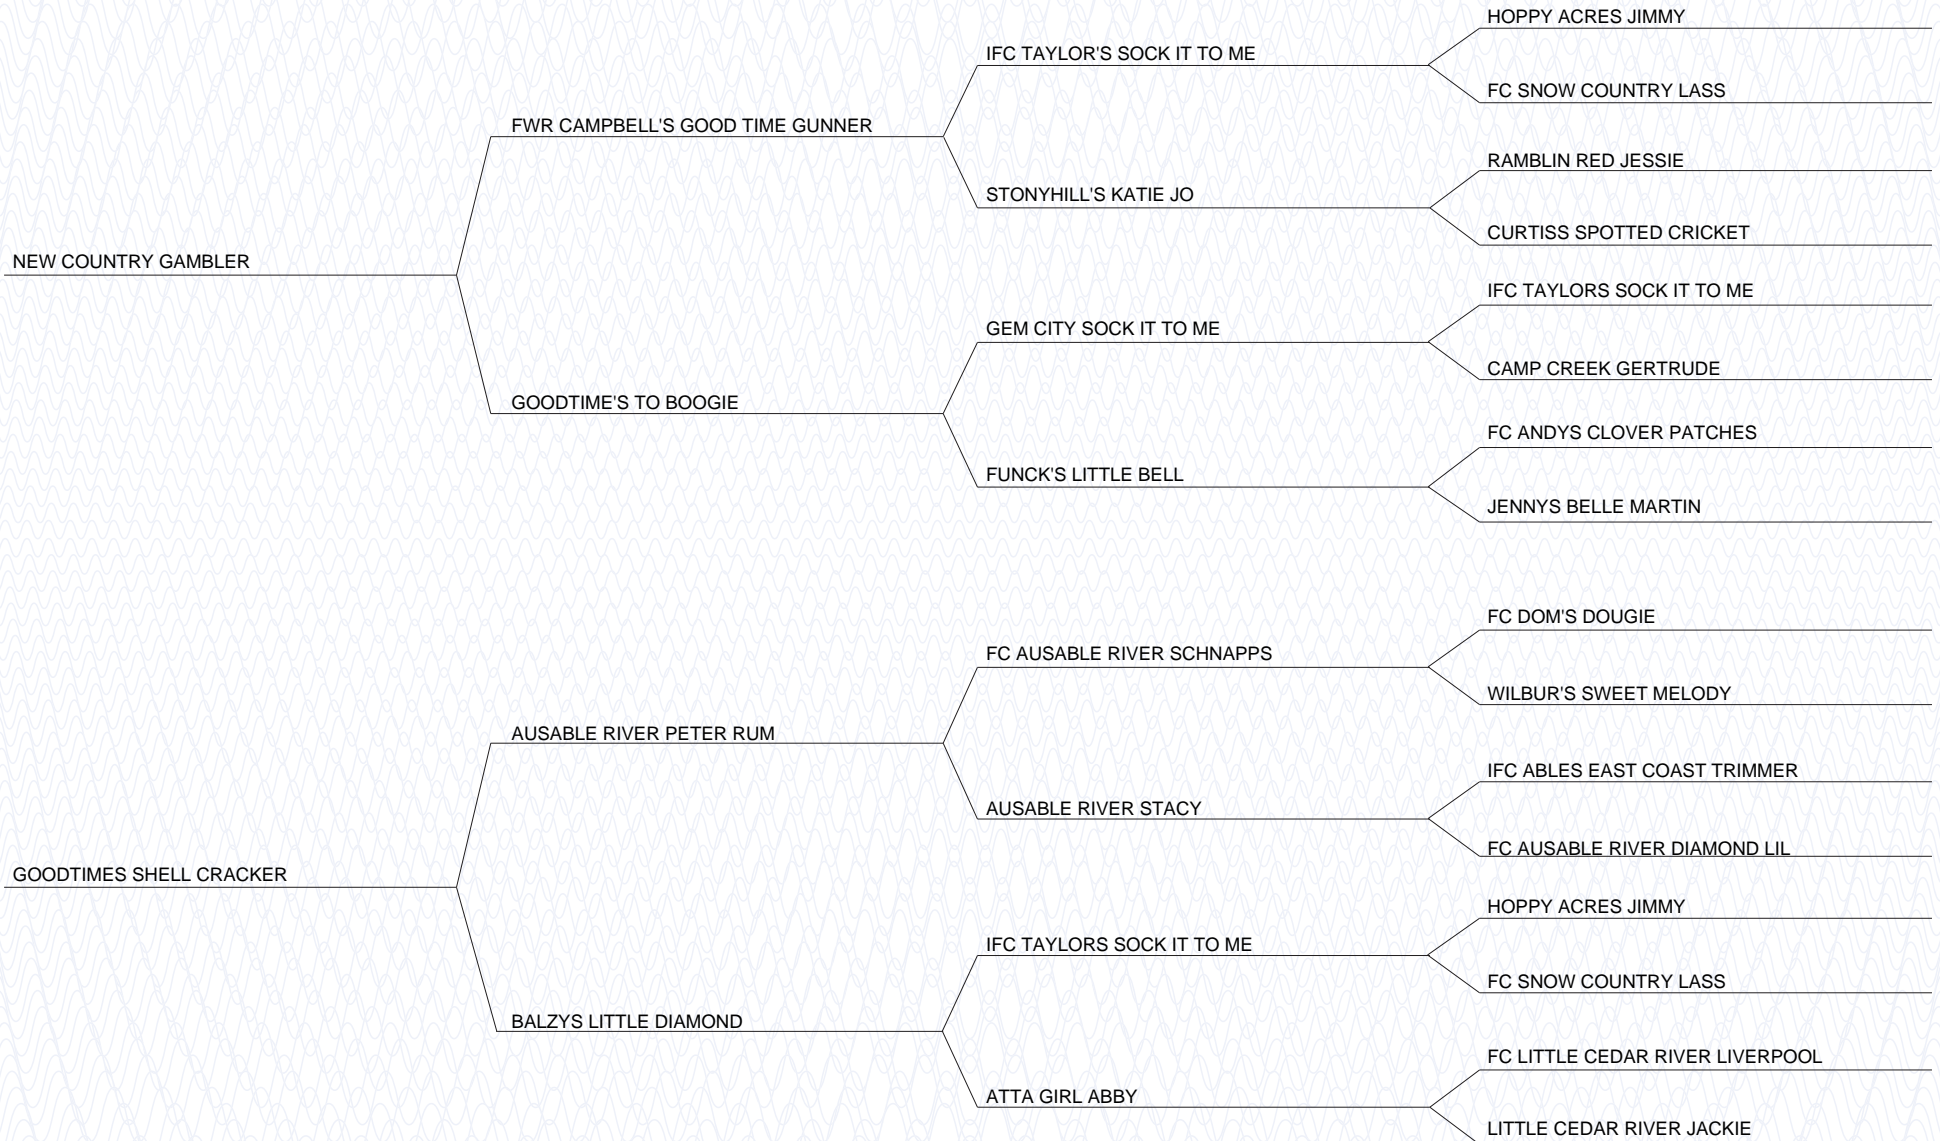 HOPPY ACRES JIMMY
IFC TAYLOR'S SOCK IT TO ME
FC SNOW COUNTRY LASS
FWR CAMPBELL'S GOOD TIME GUNNER
RAMBLIN RED JESSIE
STONYHILL'S KATIE JO
CURTISS SPOTTED CRICKET
NEW COUNTRY GAMBLER
IFC TAYLORS SOCK IT TO ME
GEM CITY SOCK IT TO ME
CAMP CREEK GERTRUDE
GOODTIME'S TO BOOGIE
FC ANDYS CLOVER PATCHES
FUNCK'S LITTLE BELL
JENNYS BELLE MARTIN
FC DOM'S DOUGIE
FC AUSABLE RIVER SCHNAPPS
WILBUR'S SWEET MELODY
AUSABLE RIVER PETER RUM
IFC ABLES EAST COAST TRIMMER
AUSABLE RIVER STACY
FC AUSABLE RIVER DIAMOND LIL
GOODTIMES SHELL CRACKER
HOPPY ACRES JIMMY
IFC TAYLORS SOCK IT TO ME
FC SNOW COUNTRY LASS
BALZYS LITTLE DIAMOND
FC LITTLE CEDAR RIVER LIVERPOOL
ATTA GIRL ABBY
LITTLE CEDAR RIVER JACKIE